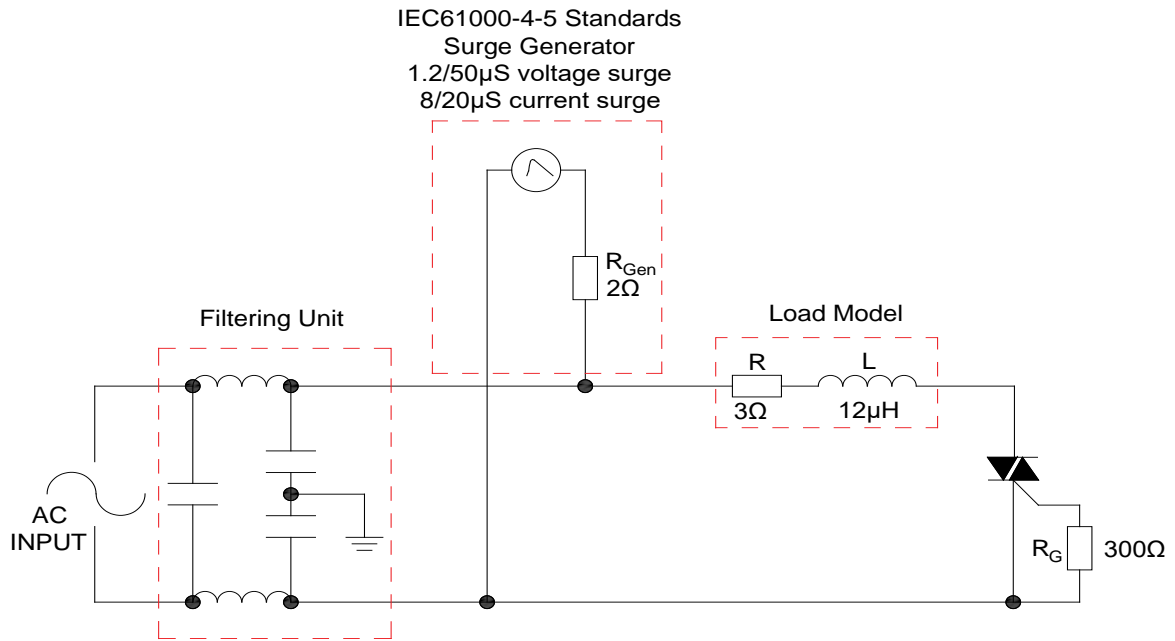 IEC61000-4-5 Standards
Surge Generator
1.2/50µS voltage surge
8/20µS current surge
RGen
2Ω
Filtering Unit
Load Model
R
L
3Ω
12µH
AC
INPUT
RG
300Ω